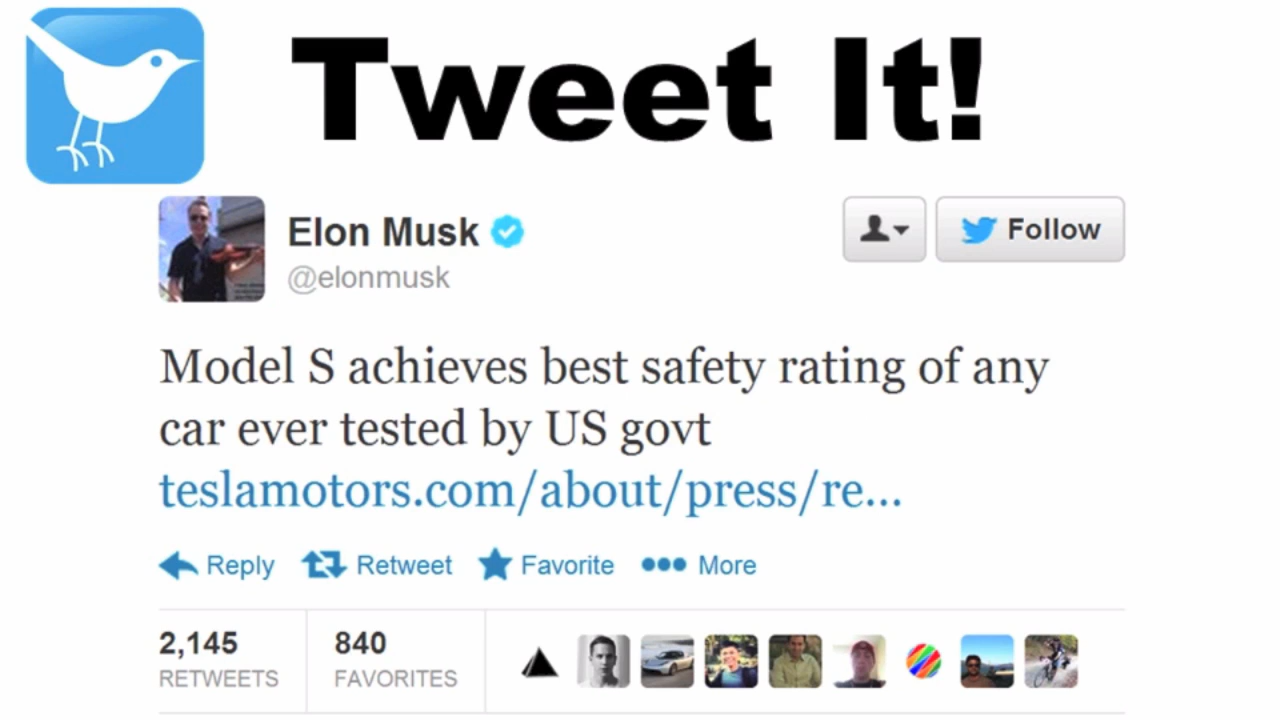 Tweet It!
Elon Musk
@elonmusk
Follow
Model S achieves best safety rating of any
car ever tested by US govt
teslamotors.com/about/press/re...
Reply Retweet Favorite More
2,145 840
RETWEETS FAVORITES